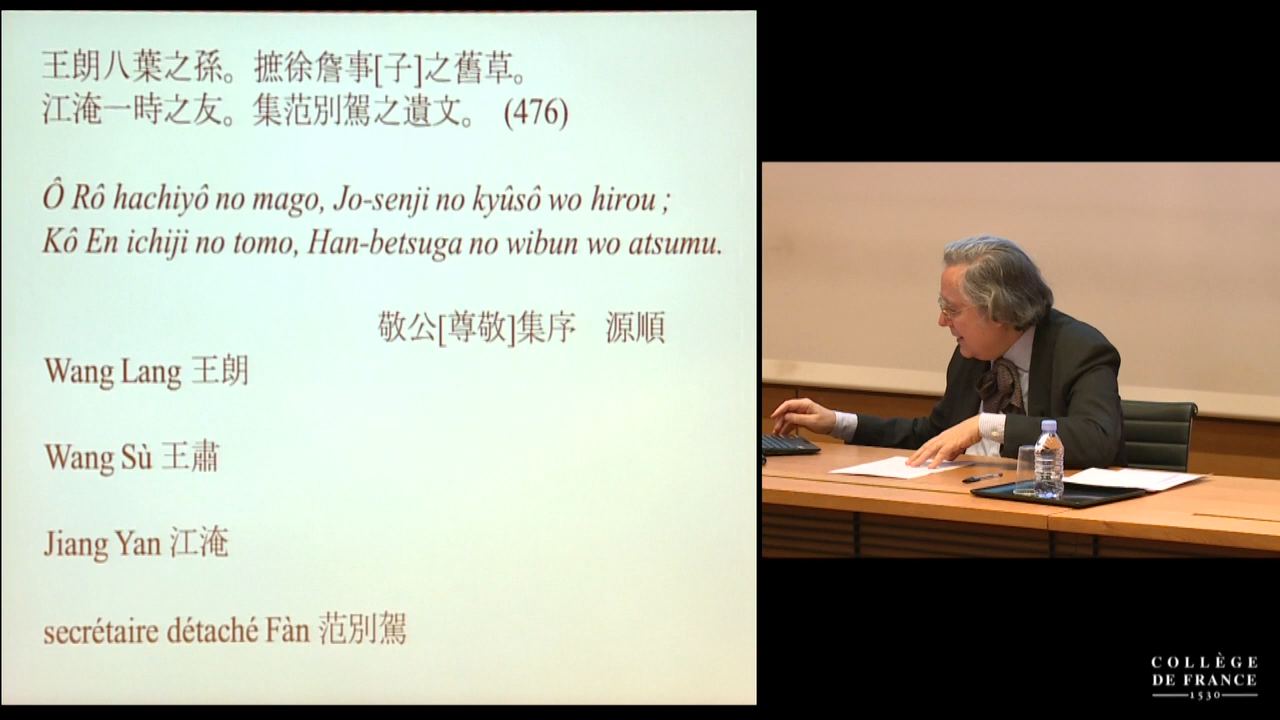 王朗八葉之孫。摭徐詹事[子]之舊草。
江淹一時之友。集范別駕之遺文。 (476)
Ô Rô hachiyô no mago, Jo-senji no kyûsô wo hirou ;
Kô En ichiji no tomo, Han-betsuga no wibun wo atsumu.
敬公[尊敬]集序　源順
Wang Lang 王朗
Wang Sù 王肅
Jiang Yan 江淹
secrétaire détaché Fàn 范別駕
COLLÈGE
DE FRANCE
1530